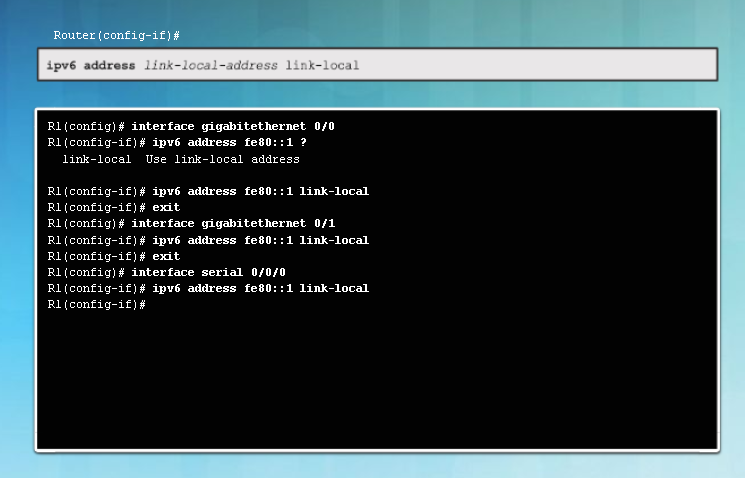 Router(config-if)#
ipv6 address link-local-address link-local
R1(config)# interface gigabitethernet 0/0
R1(config-if)# ipv6 address fe80::1 ?
link-local Use link-local address
R1(config-if)# ipv6 address fe80::1 link-local
R1(config-if)# exit
R1(config)# interface gigabitethernet 0/1
R1(config-if)# ipv6 address fe80::1 link-local
R1(config-if)# exit
R1(config)# interface serial 0/0/0
R1(config-if)# ipv6 address fe80::1 link-local
R1(config-if)#